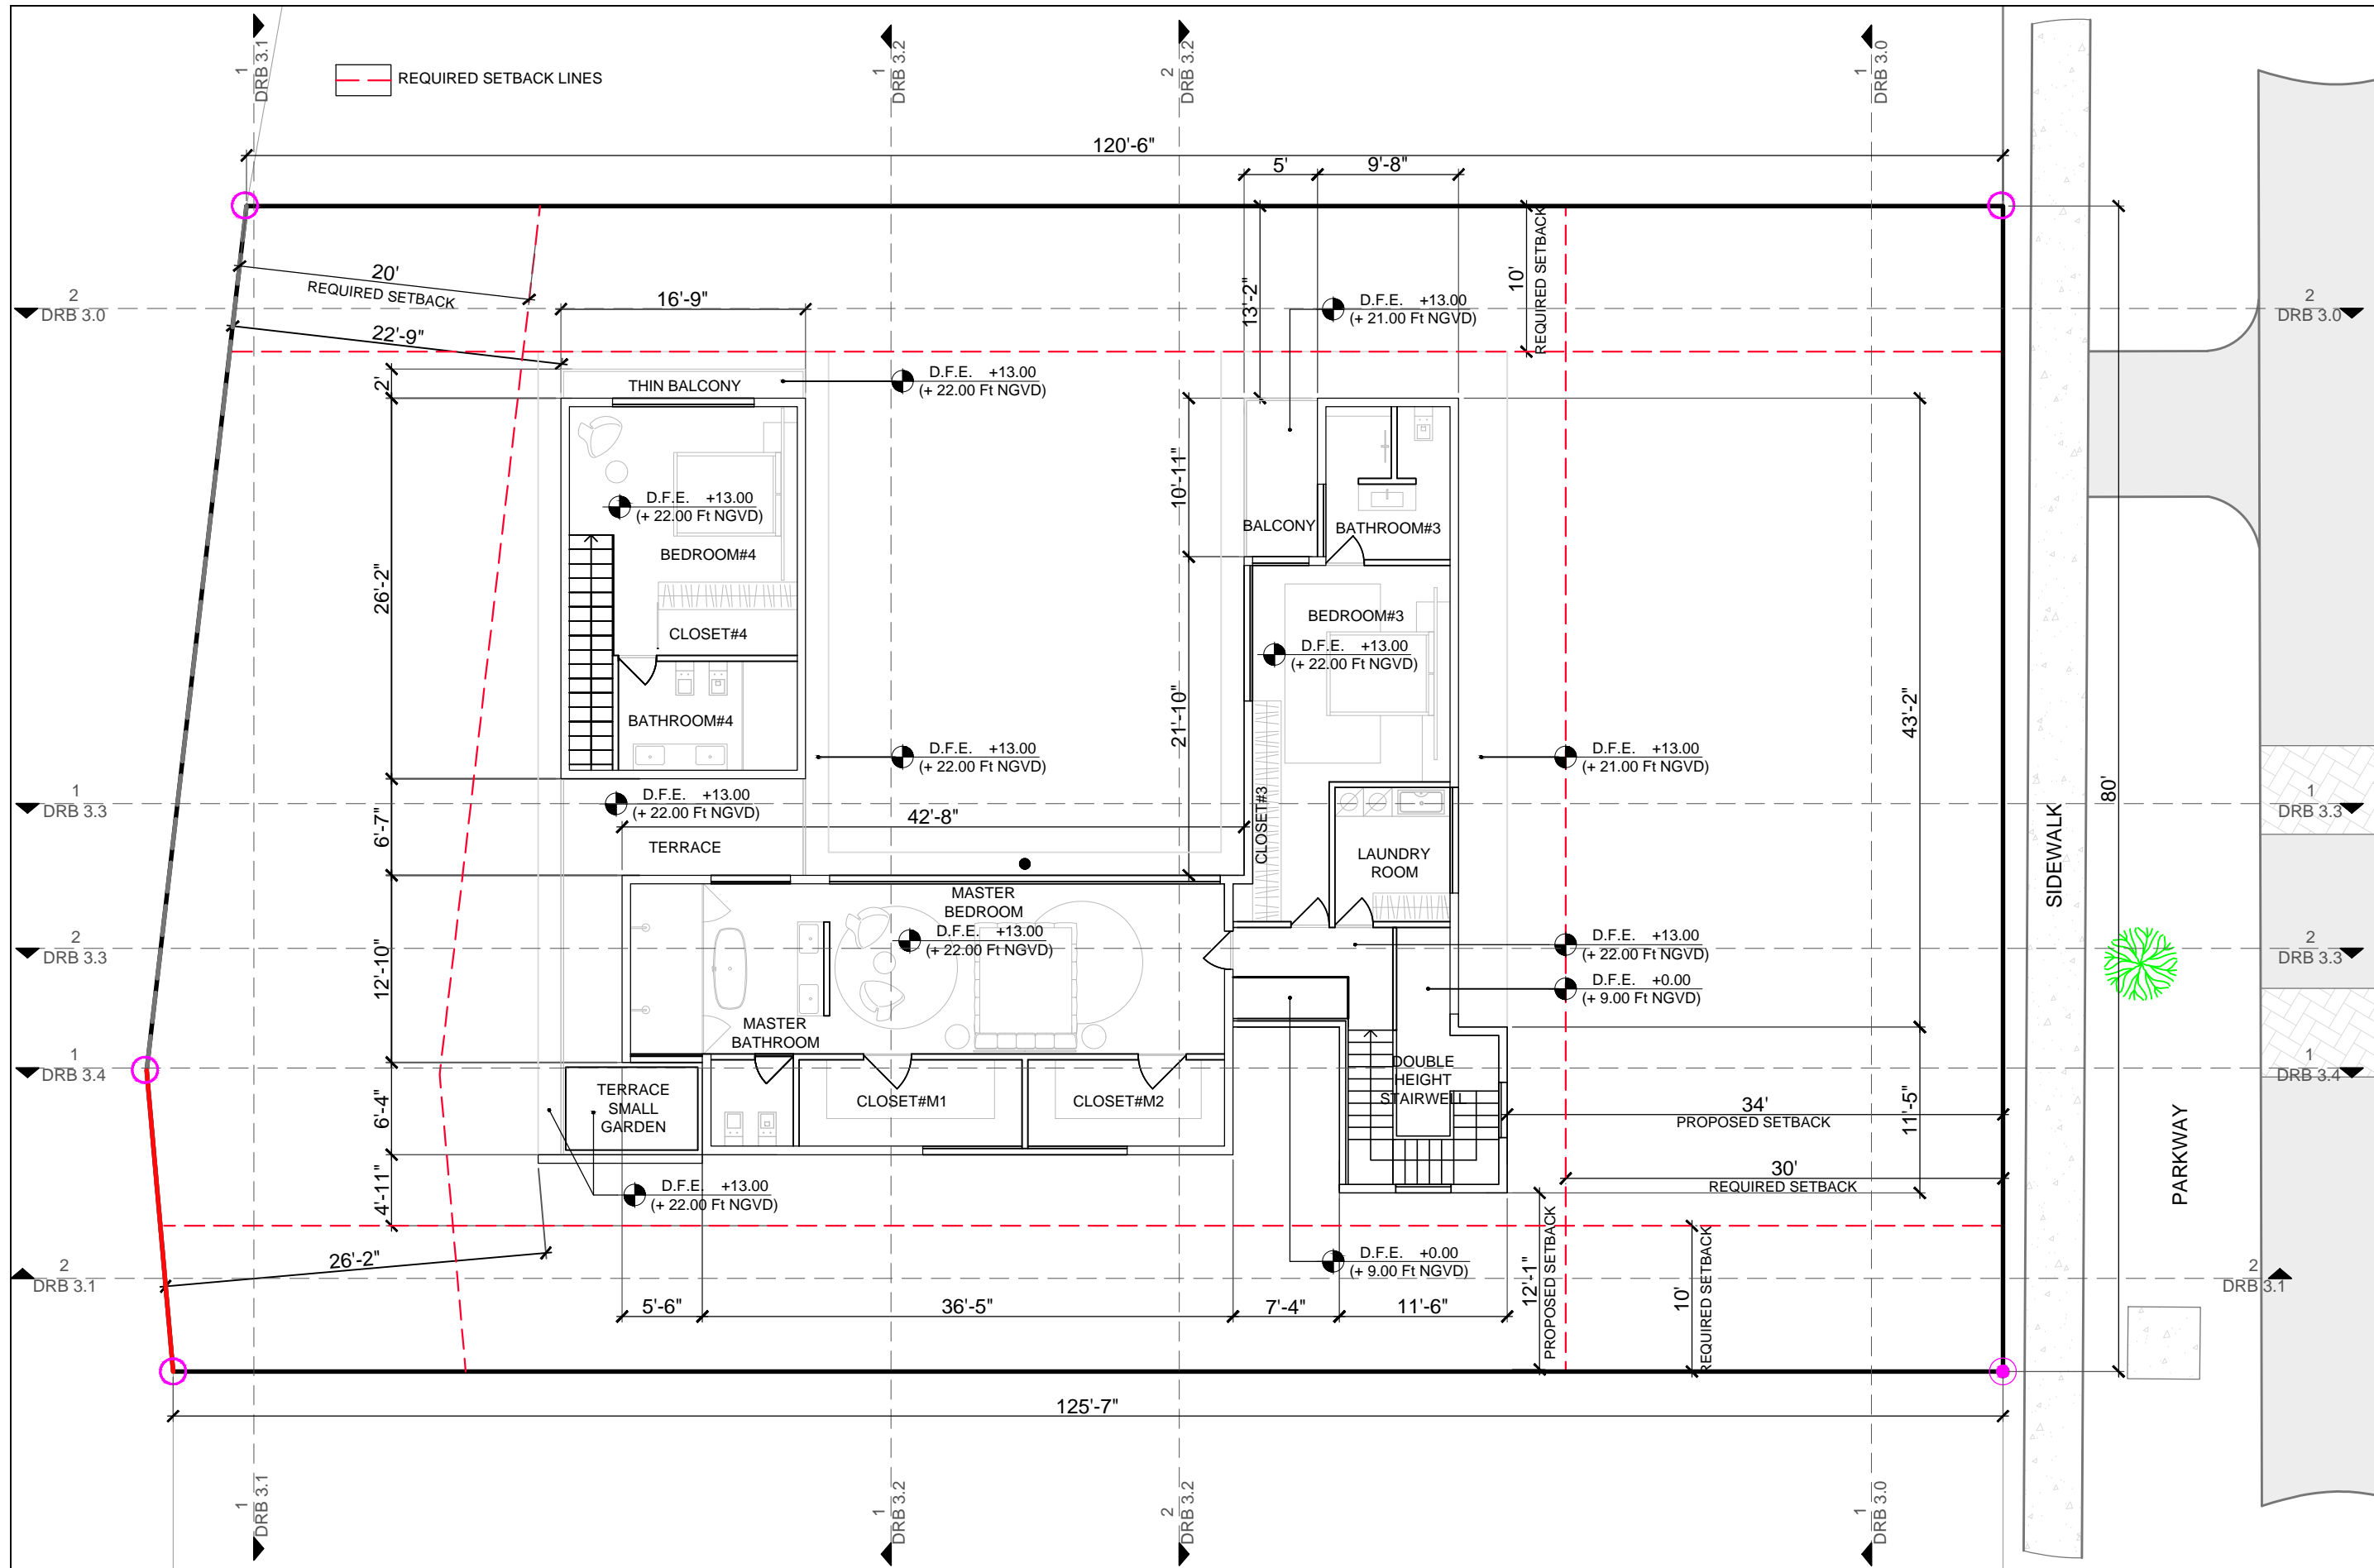 1
DRB 3.1
1
DRB 3.2
2
DRB 3.2
1
DRB 3.0
REQUIRED SETBACK LINES
120'-6"
5'
9'-8"
20'
REQUIRED SETBACK
22'-9"
16'-9"
13'-2"
10'
REQUIRED SETBACK
2
DRB 3.0
D.F.E. +13.00
(+ 21.00 Ft NGVD)
2
DRB 3.0
2'
THIN BALCONY
D.F.E. +13.00
(+ 22.00 Ft NGVD)
D.F.E. +13.00
(+ 22.00 Ft NGVD)
BEDROOM#4
10'-11"
BALCONY
BATHROOM#3
26'-2"
CLOSET#4
BEDROOM#3
D.F.E. +13.00
(+ 22.00 Ft NGVD)
BATHROOM#4
21'-10"
43'-2"
D.F.E. +13.00
(+ 22.00 Ft NGVD)
D.F.E. +13.00
(+ 21.00 Ft NGVD)
80'
1
DRB 3.3
D.F.E. +13.00
(+ 22.00 Ft NGVD)
1
DRB 3.3
6'-7"
42'-8"
TERRACE
CLOSET#3
LAUNDRY
ROOM
SIDEWALK
MASTER
BEDROOM
D.F.E. +13.00
(+ 22.00 Ft NGVD)
2
DRB 3.3
D.F.E. +13.00
(+ 22.00 Ft NGVD)
2
DRB 3.3
12'-10"
D.F.E. +0.00
(+ 9.00 Ft NGVD)
MASTER
BATHROOM
1
DRB 3.4
DOUBLE
HEIGHT
STAIRWELL
1
DRB 3.4
6'-4"
TERRACE
SMALL
GARDEN
CLOSET#M1
CLOSET#M2
34'
PROPOSED SETBACK
11'-5"
PARKWAY
30'
REQUIRED SETBACK
4'-11"
D.F.E. +13.00
(+ 22.00 Ft NGVD)
26'-2"
2
DRB 3.1
D.F.E. +0.00
(+ 9.00 Ft NGVD)
12'-1"
PROPOSED SETBACK
10'
REQUIRED SETBACK
2
DRB 3.1
5'-6"
36'-5"
7'-4"
11'-6"
125'-7"
1
DRB 3.1
1
DRB 3.2
2
DRB 3.2
1
DRB 3.0